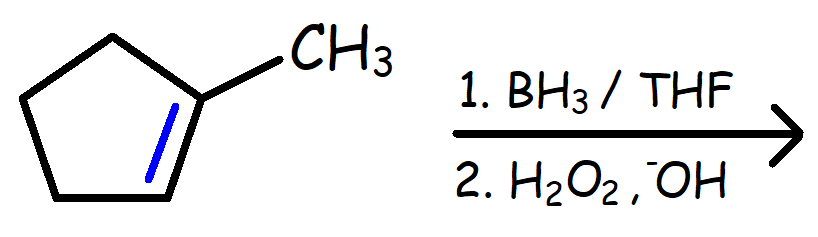 CH₃
1. BH₃ / THF
2. H₂O₂ , ⁻OH